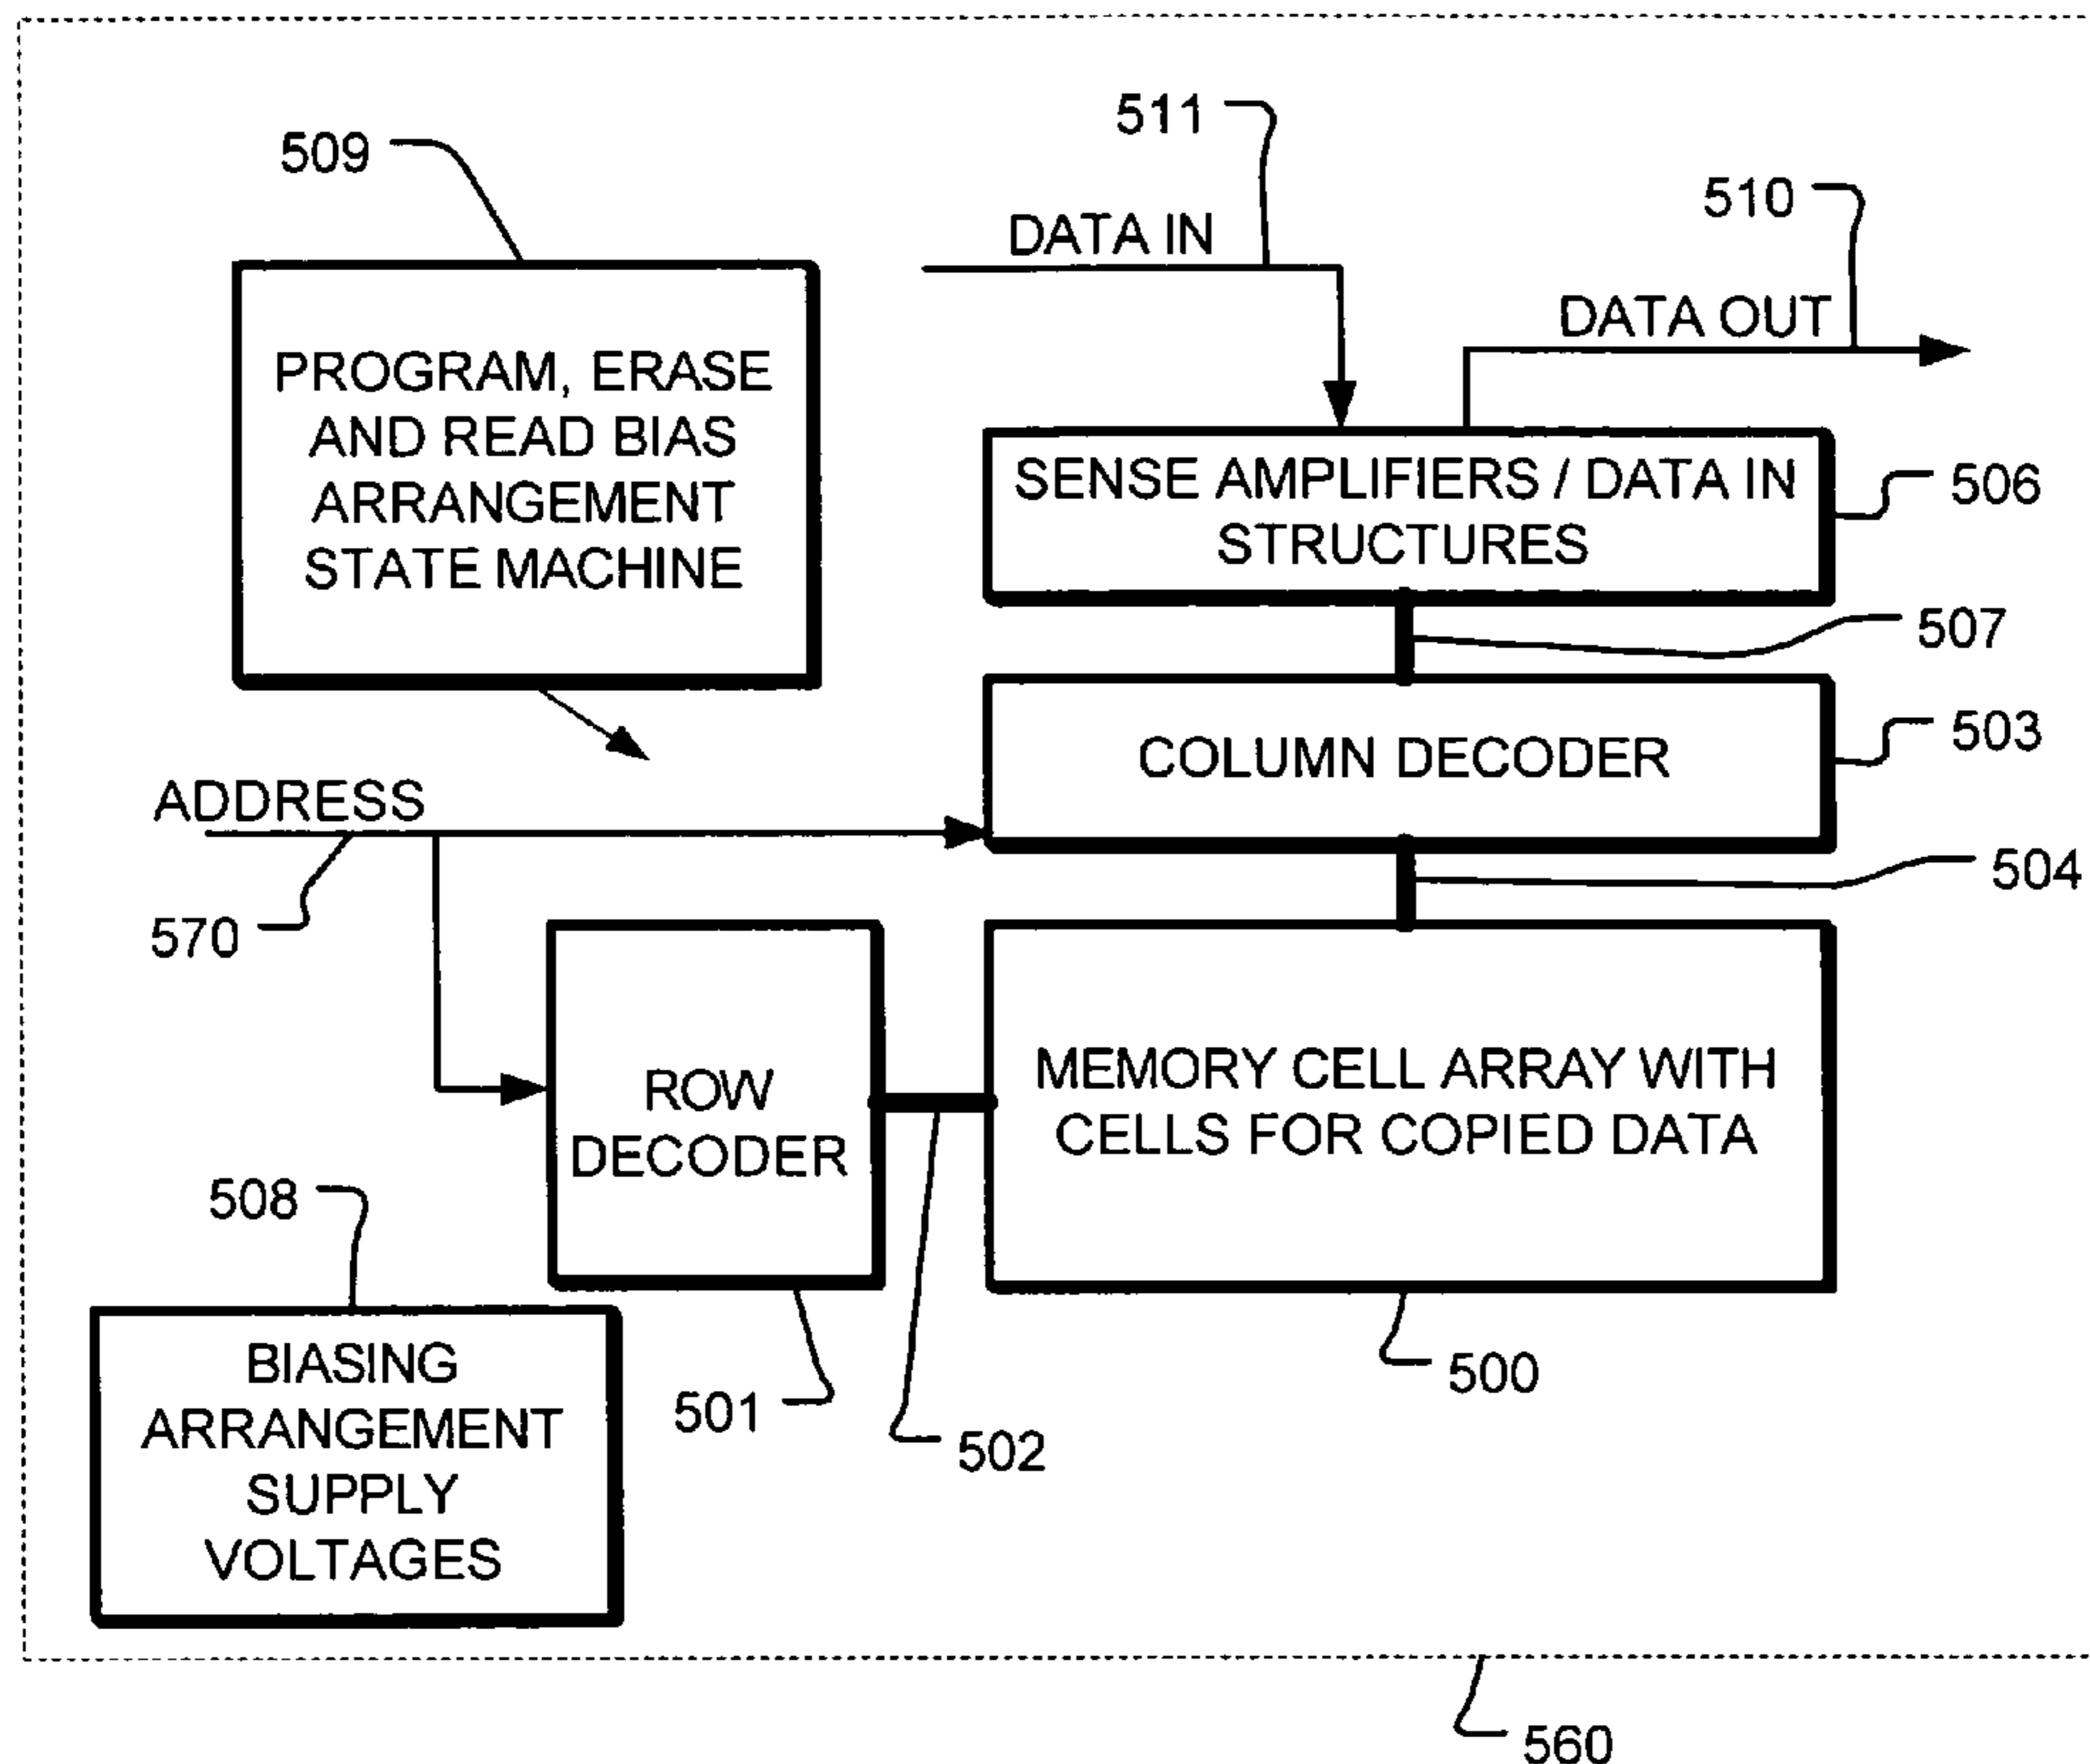 511
509
510
DATA IN
DATA OUT
PROGRAM, ERASE
AND READ BIAS
ARRANGEMENT
STATE MACHINE
SENSE AMPLIFIERS / DATA IN
STRUCTURES
506
507
COLUMN DECODER
503
ADDRESS
504
570
ROW
DECODER
MEMORY CELL ARRAY WITH
CELLS FOR COPIED DATA
508
BIASING
ARRANGEMENT
SUPPLY
VOLTAGES
501
502
500
560